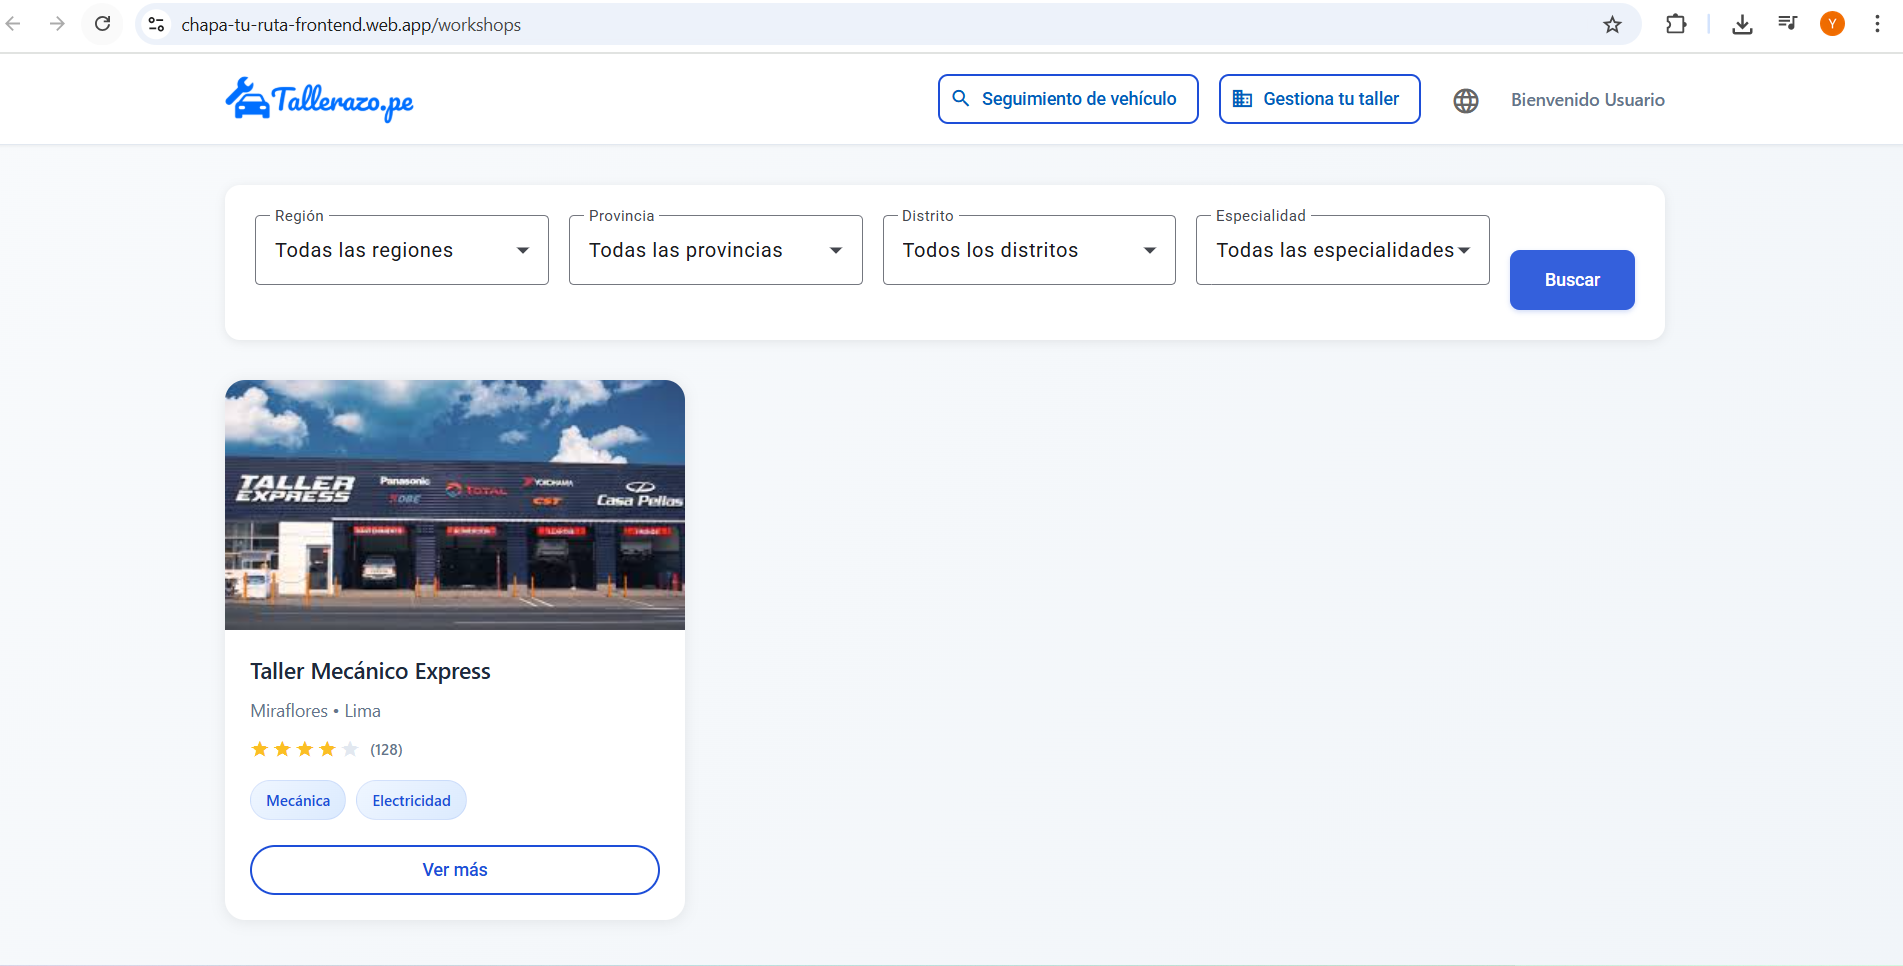 chapa-tu-ruta-frontend.web.app/workshops
Y
Tallerazo.pe
Seguimiento de vehículo
Gestiona tu taller
Bienvenido Usuario
Región
Todas las regiones
Provincia
Todas las provincias
Distrito
Todos los distritos
Especialidad
Todas las especialidades
Buscar
TALLER EXPRESS
Panasonic
KOBE
TOTAL
YOKOHAMA
CST
Casa Pellas
Taller Mecánico Express
Miraflores • Lima
(128)
Mecánica
Electricidad
Ver más